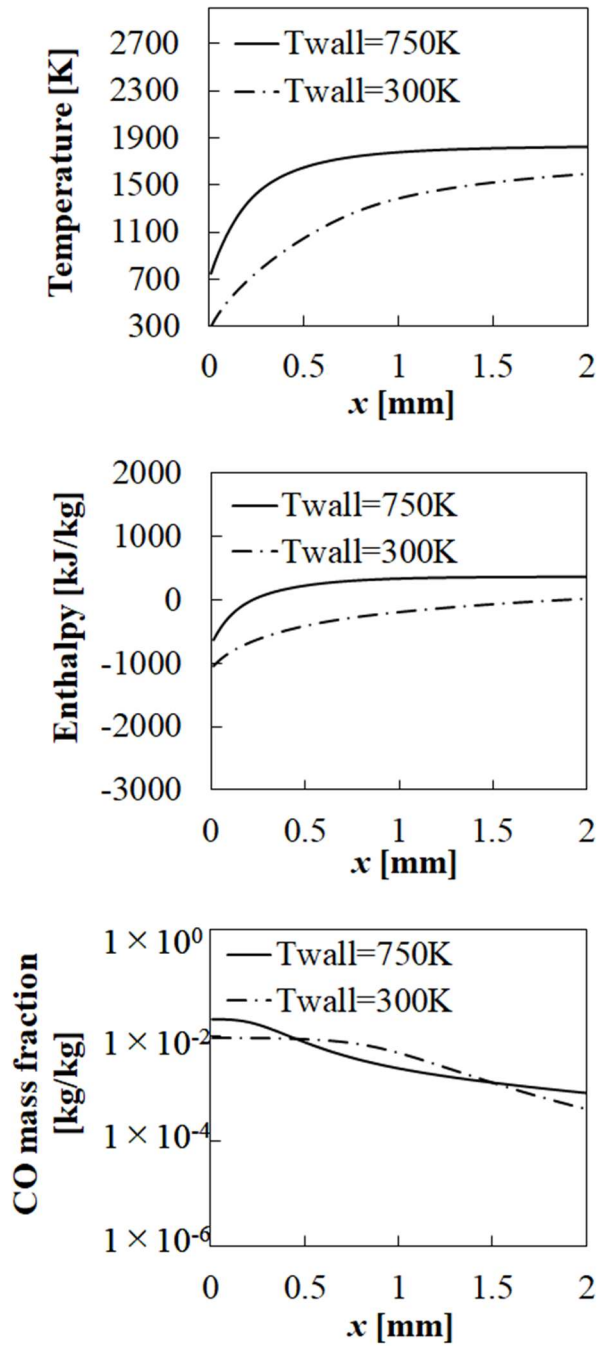 Temperature [K]
2700
2300
1900
1500
1100
700
300
Twall=750K
Twall=300K
0 0.5 1 1.5 2
x [mm]
Enthalpy [kJ/kg]
2000
1000
0
-1000
-2000
-3000
Twall=750K
Twall=300K
0 0.5 1 1.5 2
x [mm]
CO mass fraction
[kg/kg]
1×10⁰
1×10⁻²
1×10⁻⁴
1×10⁻⁶
Twall=750K
Twall=300K
0 0.5 1 1.5 2
x [mm]